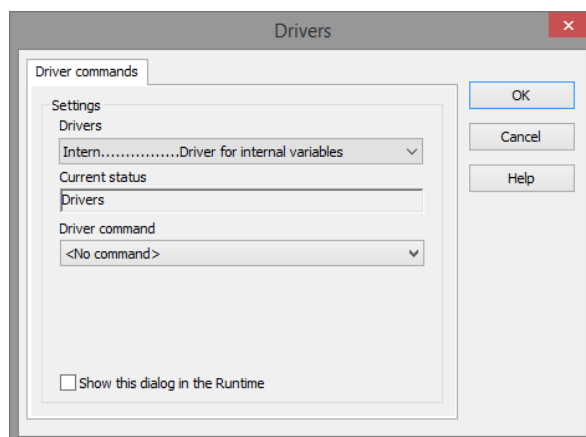 Drivers
Driver commands
Settings
Drivers
Intern................Driver for internal variables
Current status
Drivers
Driver command
<No command>
Show this dialog in the Runtime
OK
Cancel
Help